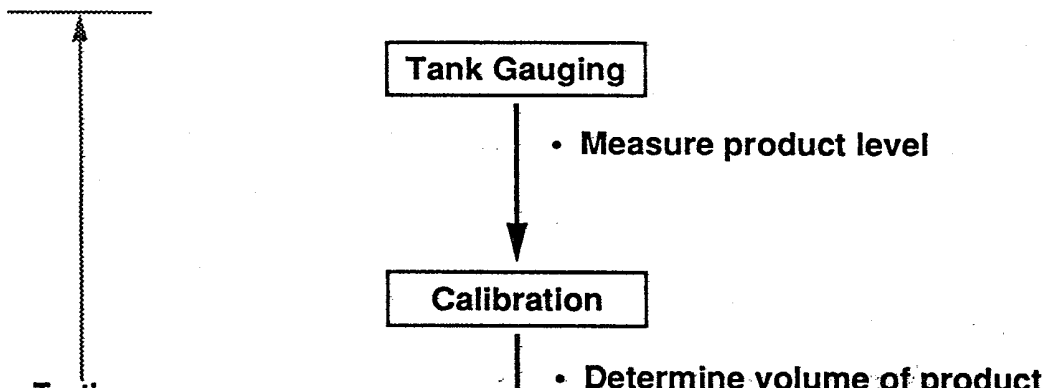 Tank Gauging
• Measure product level
Calibration
• Determine volume of product